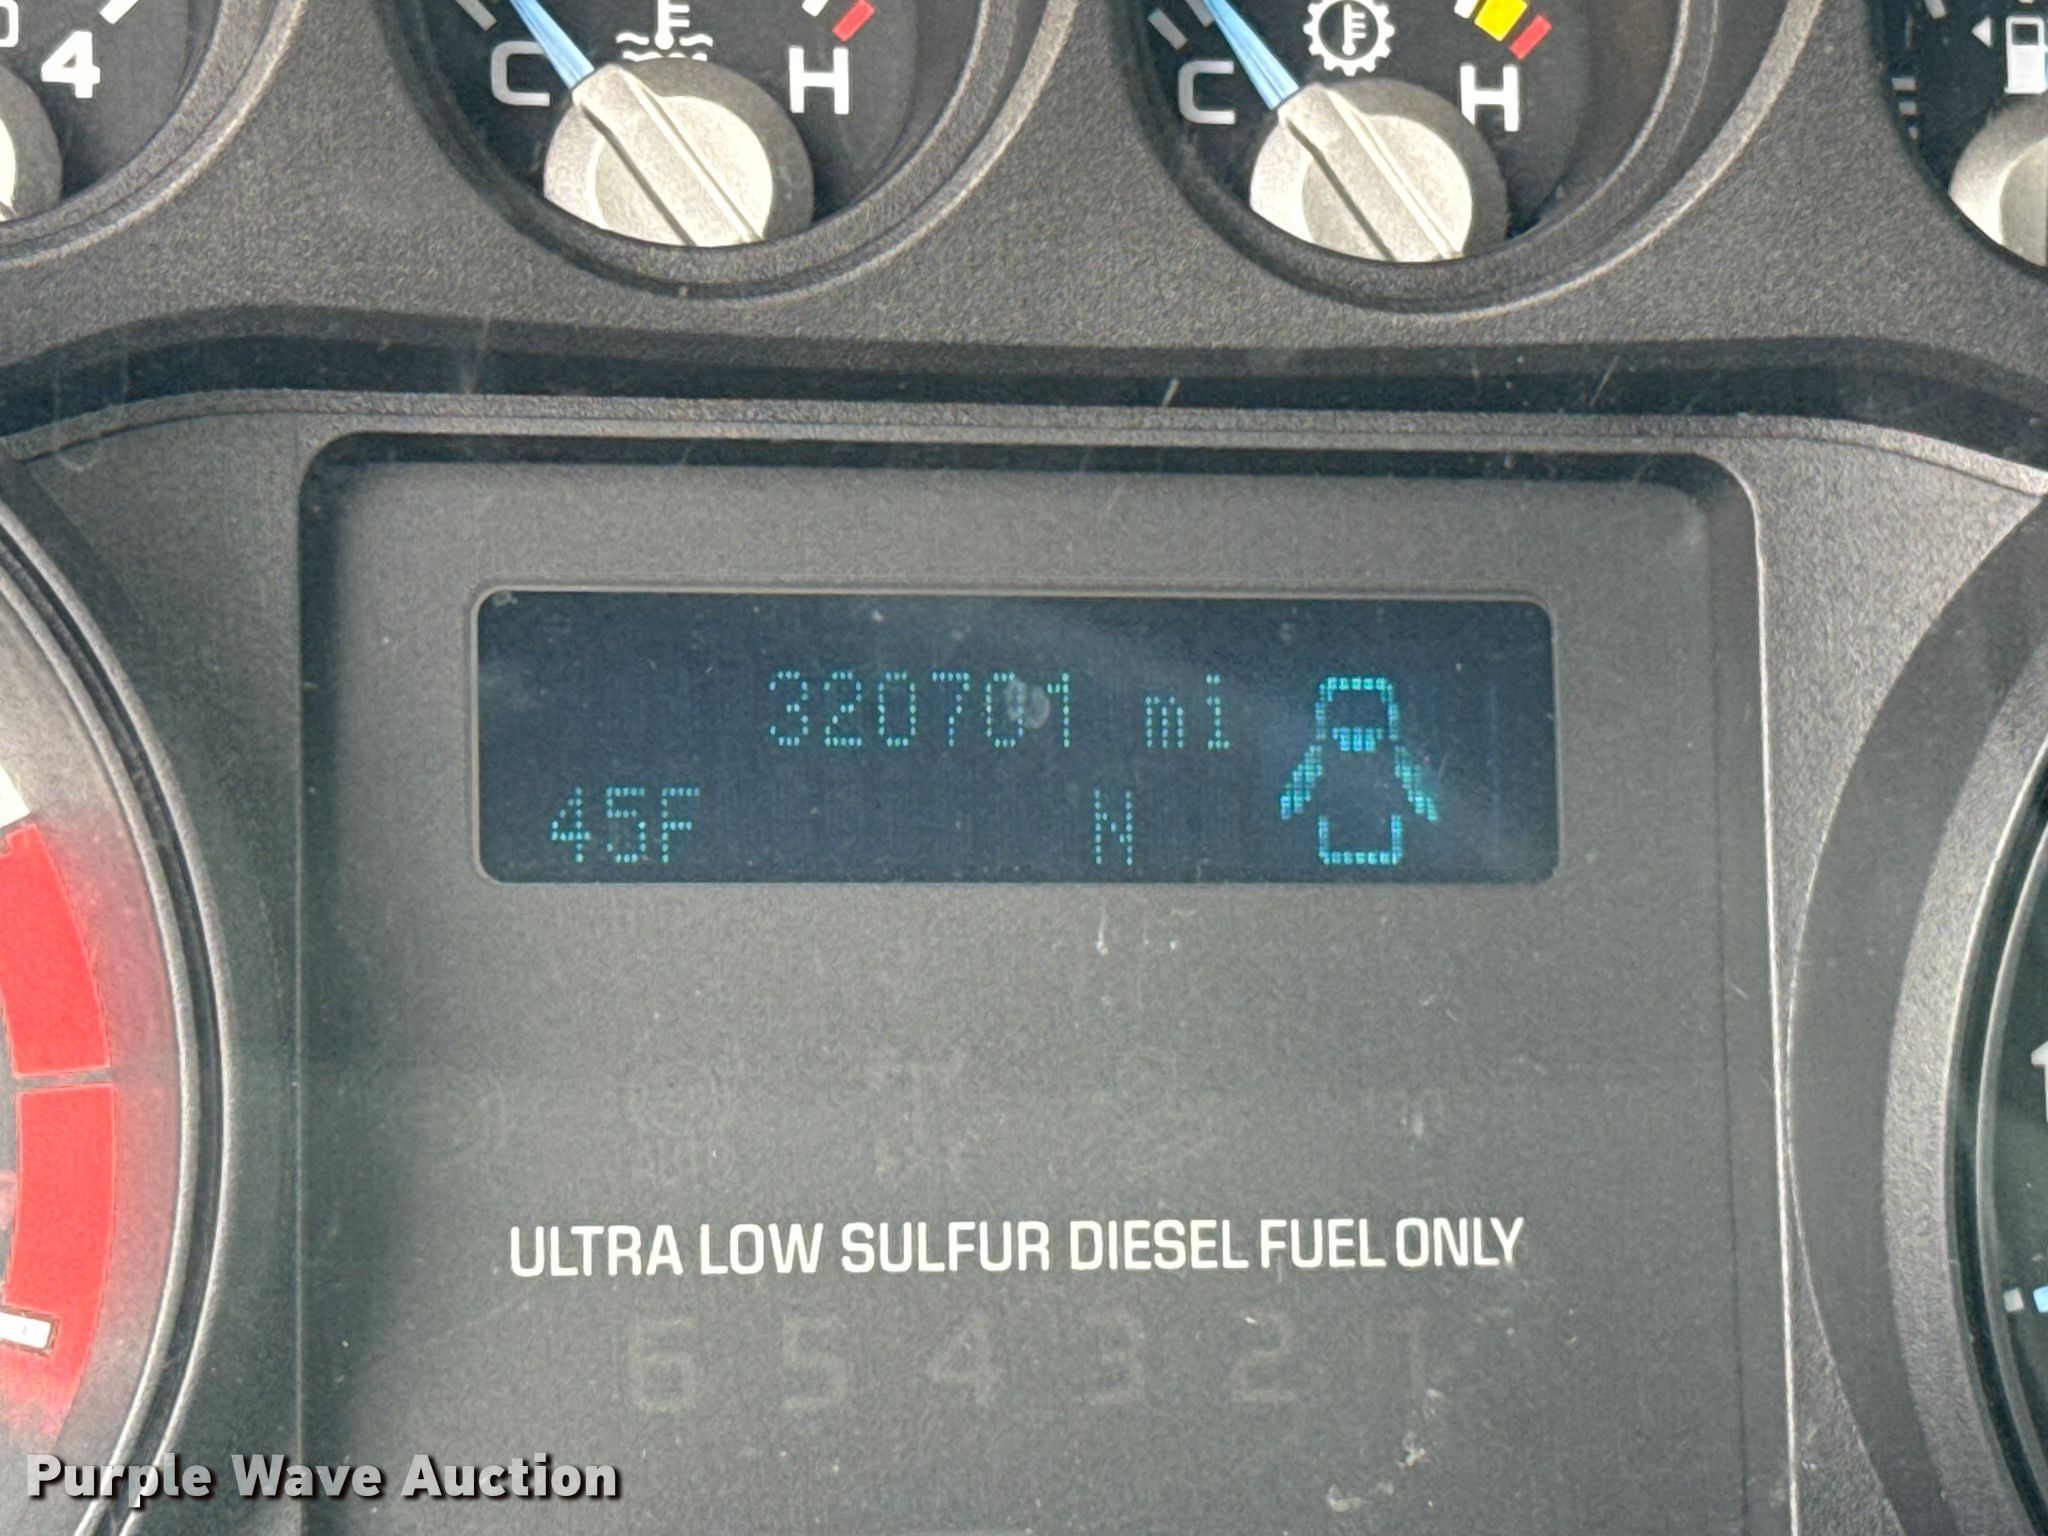 4
C
H
C
H
320701 mi
45F N
ULTRA LOW SULFUR DIESEL FUEL ONLY
6 5 4 3 2 1
Purple Wave Auction